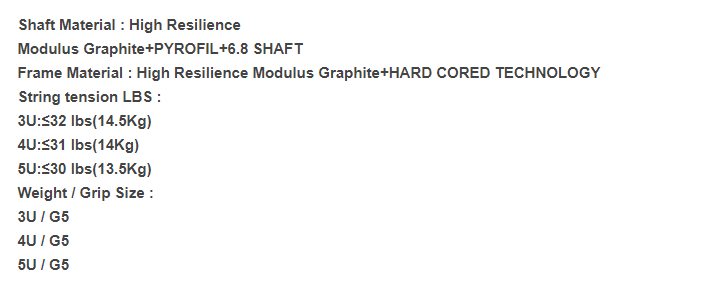 Shaft Material : High Resilience
Modulus Graphite+PYROFIL+6.8 SHAFT
Frame Material : High Resilience Modulus Graphite+HARD CORED TECHNOLOGY
String tension LBS :
3U:≤32 lbs(14.5Kg)
4U:≤31 lbs(14Kg)
5U:≤30 lbs(13.5Kg)
Weight / Grip Size :
3U / G5
4U / G5
5U / G5